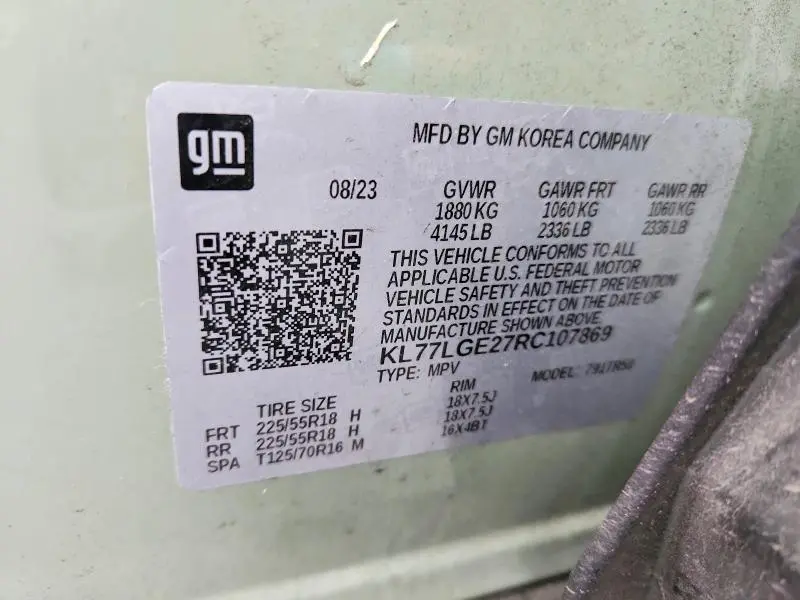 gm
MFD BY GM KOREA COMPANY
08/23 GVWR GAWR FRT GAWR RR
1880 KG 1060 KG 1060 KG
4145 LB 2336 LB 2336 LB
THIS VEHICLE CONFORMS TO ALL
APPLICABLE U.S. FEDERAL MOTOR
VEHICLE SAFETY AND THEFT PREVENTION
STANDARDS IN EFFECT ON THE DATE OF
MANUFACTURE SHOWN ABOVE.
KL77LGE27RC107869
TYPE: MPV MODEL:
TIRE SIZE RIM
FRT 225/55R18 H 18X7.5J
RR 225/55R18 H 18X7.5J
SPA T125/70R16 M 16X4BT